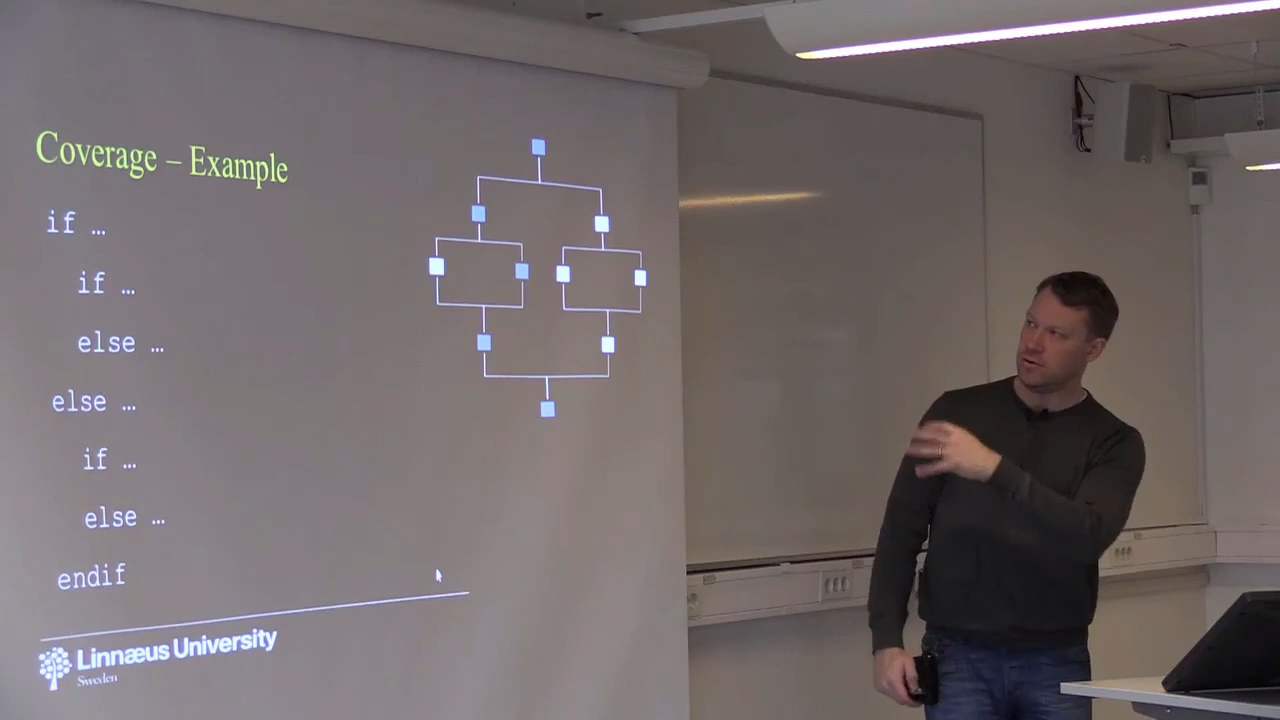 Coverage – Example
if …
if …
else …
else …
if …
else …
endif
Linnæus University
Sweden